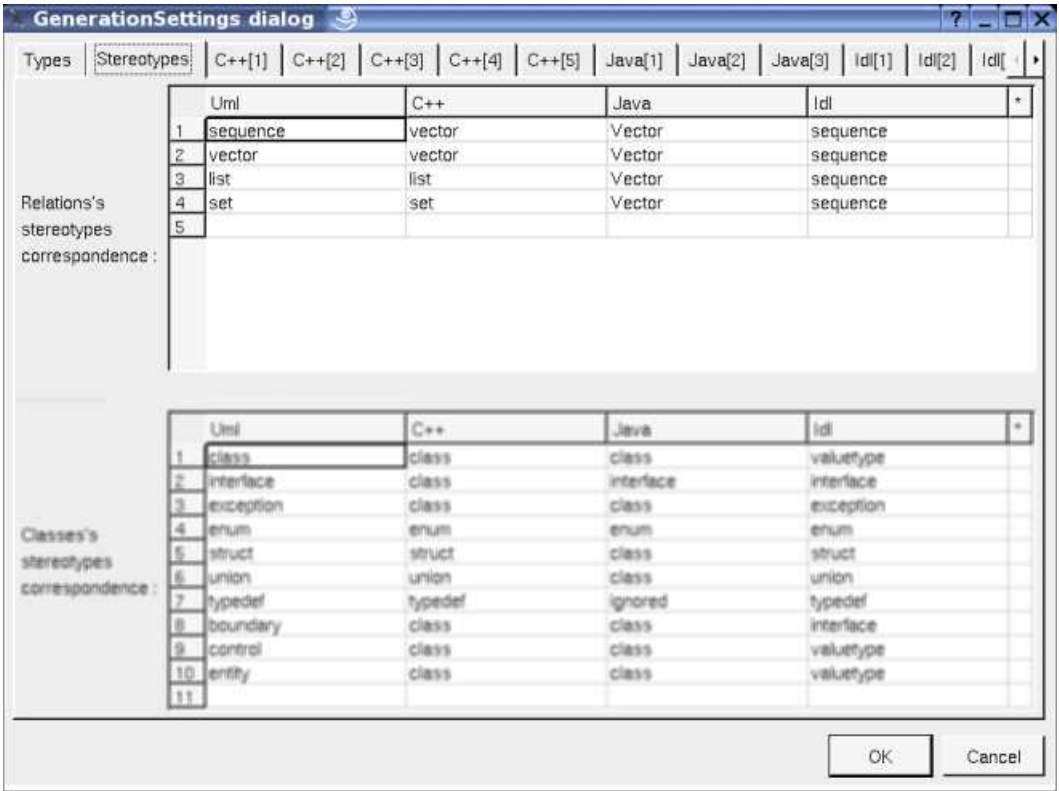 GenerationSettings dialog
Types Stereotypes C++[1] C++[2] C++[3] C++[4] C++[5] Java[1] Java[2] Java[3] Idl[1] Idl[2] Idl[
Uml C++ Java Idl *
1 sequence vector Vector sequence
2 vector vector Vector sequence
3 list list Vector sequence
4 set set Vector sequence
5
Relations's
stereotypes
correspondence :
Uml C++ Java Idl *
1 class class class valuetype
2 interface class interface interface
3 exception class class exception
4 enum enum enum enum
5 struct struct class struct
6 union union class union
7 typedef typedef ignored typedef
8 boundary class class interface
9 control class class valuetype
10 entity class class valuetype
11
Classes's
stereotypes
correspondence :
OK Cancel